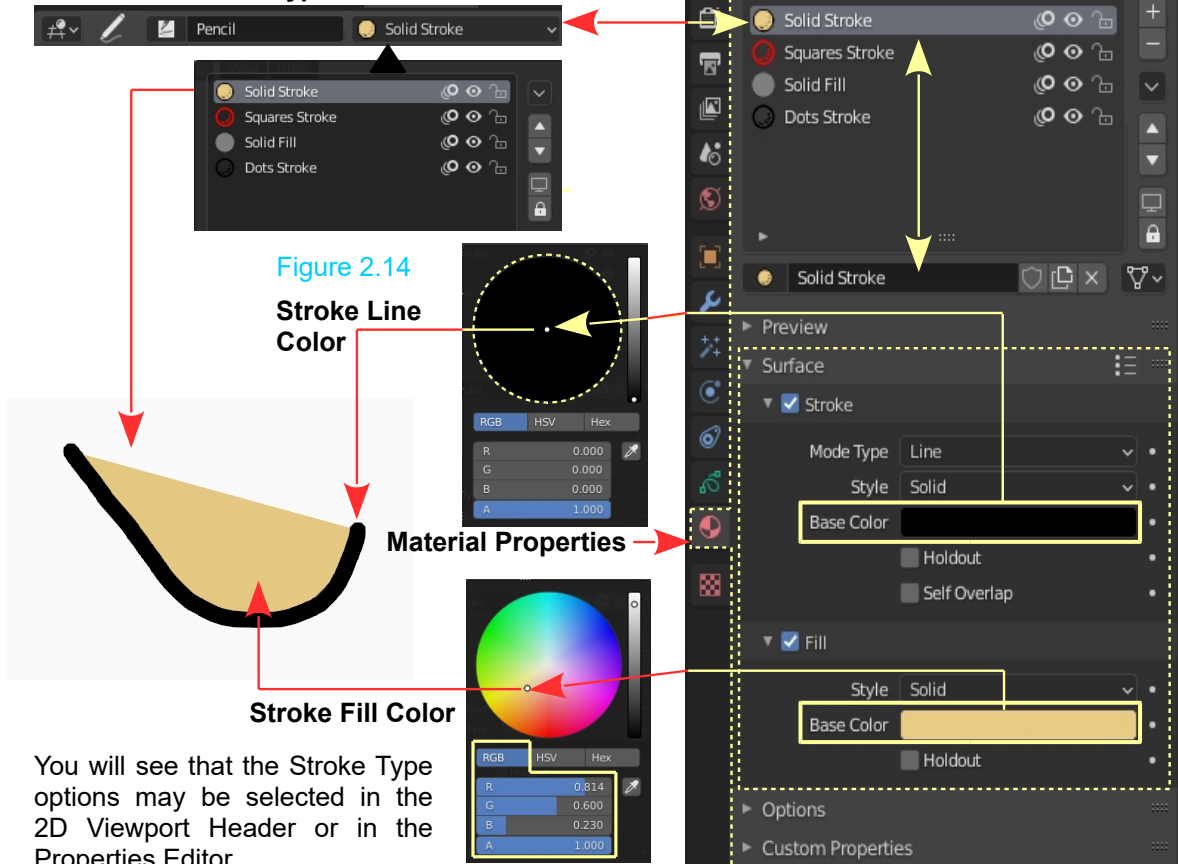 Pencil
Solid Stroke
Solid Stroke
Squares Stroke
Solid Fill
Dots Stroke
Solid Stroke
Squares Stroke
Solid Fill
Dots Stroke
Solid Stroke
Figure 2.14
Stroke Line
Color
RGB HSV Hex
R 0.000
G 0.000
B 0.000
A 1.000
Preview
Surface
Stroke
Mode Type Line
Style Solid
Base Color
Holdout
Self Overlap
Material Properties
Fill
Style Solid
Base Color
Holdout
Options
Custom Properties
Stroke Fill Color
RGB HSV Hex
R 0.814
G 0.600
B 0.230
A 1.000
You will see that the Stroke Type
options may be selected in the
2D Viewport Header or in the
Properties Editor